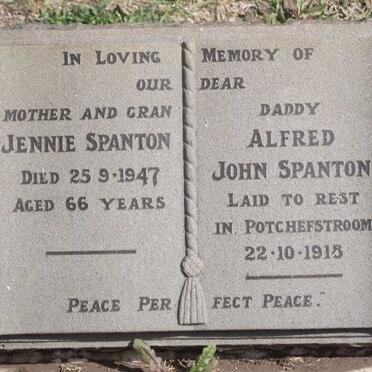 IN LOVING MEMORY OF
OUR DEAR
MOTHER AND GRAN
JENNIE SPANTON
DIED 25·9·1947
AGED 66 YEARS
DADDY
ALFRED
JOHN SPANTON
LAID TO REST
IN POTCHEFSTROOM
22·10·1918
PEACE PERFECT PEACE.